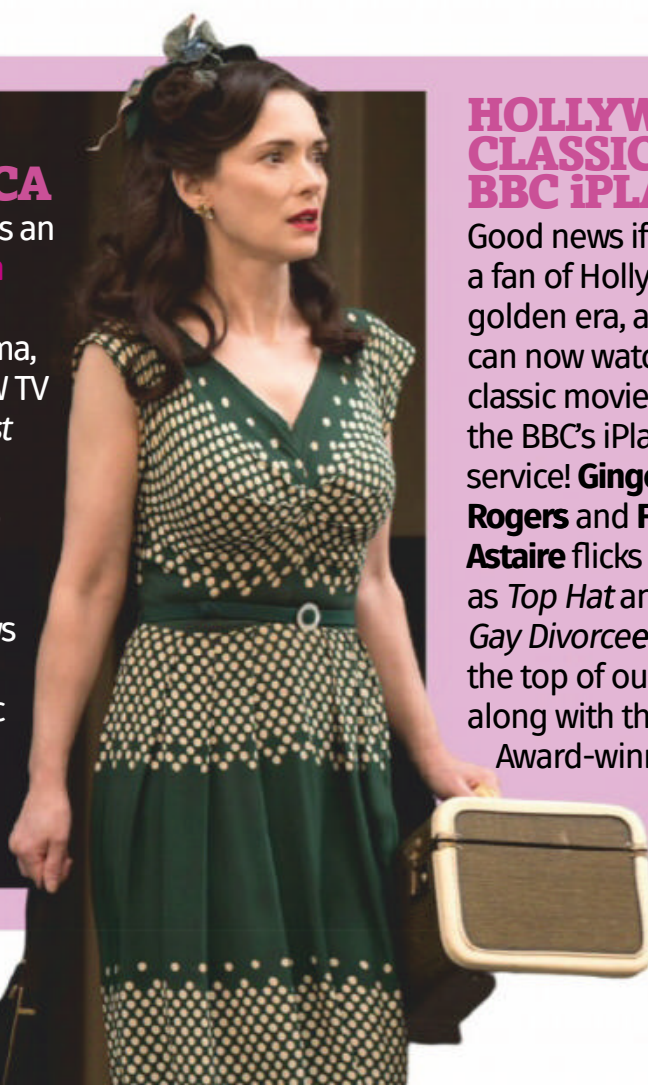 CA
s an
ma,
TV
st
s
c
HOLLYW
CLASSIC
BBC iPLA
Good news if
a fan of Holly
golden era, a
can now watc
classic movie
the BBC’s iPla
service! Ginge
Rogers and F
Astaire flicks
as Top Hat an
Gay Divorcee
the top of ou
along with th
Award-winn